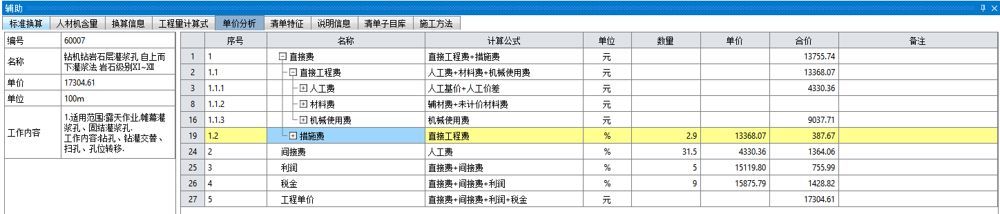 辅助
标准换算 人材机含量 换算信息 工程量计算式 单价分析 清单特征 说明信息 清单子目库 施工方法
编号 60007
名称 钻机钻岩石层灌浆孔 自上而
下灌浆法 岩石级别Ⅺ~Ⅻ
单价 17304.61
单位 100m
工作内容 1.适用范围:露天作业,帷幕灌
浆孔、固结灌浆孔.
工作内容:钻孔、钻灌交替、
扫孔、孔位转移.
序号 名称 计算公式 单位 数量 单价 合价 备注
1 1 直接费 直接工程费+措施费 元 13755.74
2 1.1 直接工程费 人工费+材料费+机械使用费 元 13368.07
3 1.1.1 人工费 人工基价+人工价差 元 4330.36
8 1.1.2 材料费 辅材费+未计价材料费 元
16 1.1.3 机械使用费 机械使用费 元 9037.71
19 1.2 措施费 直接工程费 % 2.9 13368.07 387.67
24 2 间接费 人工费 % 31.5 4330.36 1364.06
25 3 利润 直接费+间接费 % 5 15119.80 755.99
26 4 税金 直接费+间接费+利润 % 9 15875.79 1428.82
27 5 工程单价 直接费+间接费+利润+税金 元 17304.61